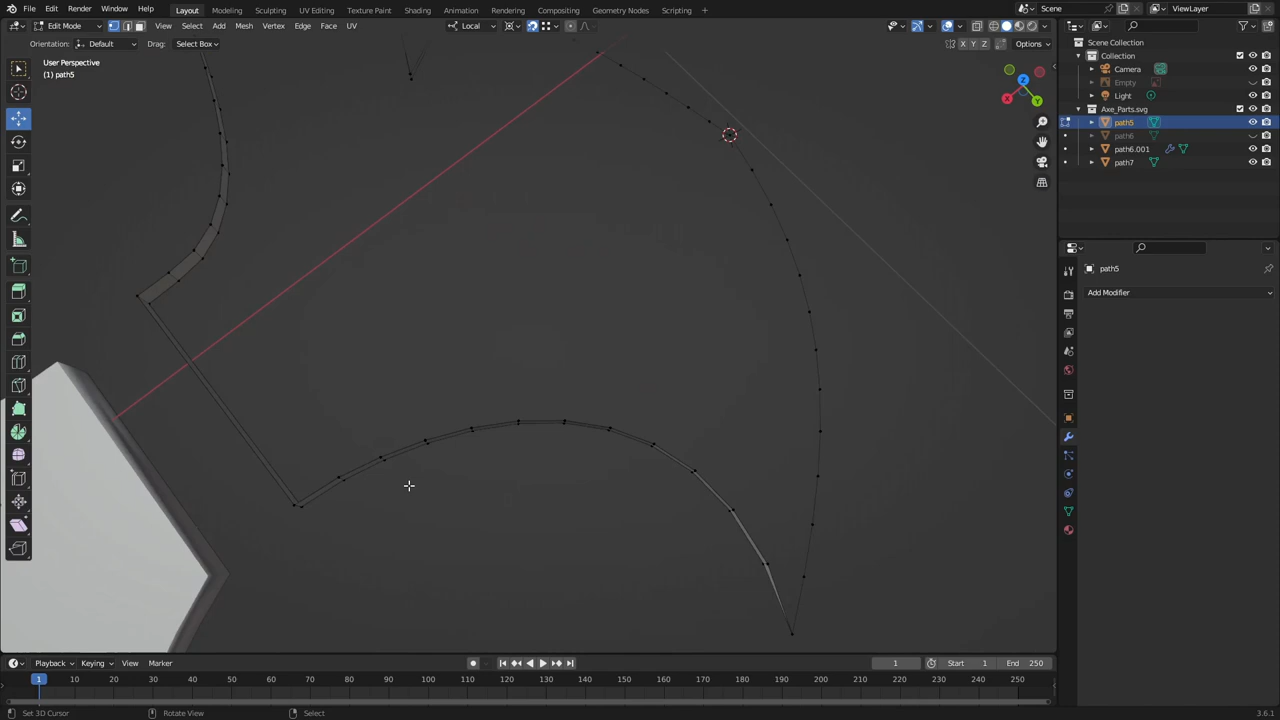 File Edit Render Window Help Layout Modeling Sculpting UV Editing Texture Paint Shading Animation Rendering Compositing Geometry Nodes Scripting + Scene ViewLayer
Edit Mode View Select Add Mesh Vertex Edge Face UV Local
Orientation: Default Drag: Select Box X Y Z Options
User Perspective
(1) path5
Z
X
Y
Scene Collection
Collection
Camera
Empty
Light
Axe_Parts.svg
path5
path6
path6.001
path7
path5
Add Modifier
Playback Keying View Marker 1 Start 1 End 250
1 10 20 30 40 50 60 70 80 90 100 110 120 130 140 150 160 170 180 190 200 210 220 230 240 250
Set 3D Cursor Rotate View Select 3.6.1